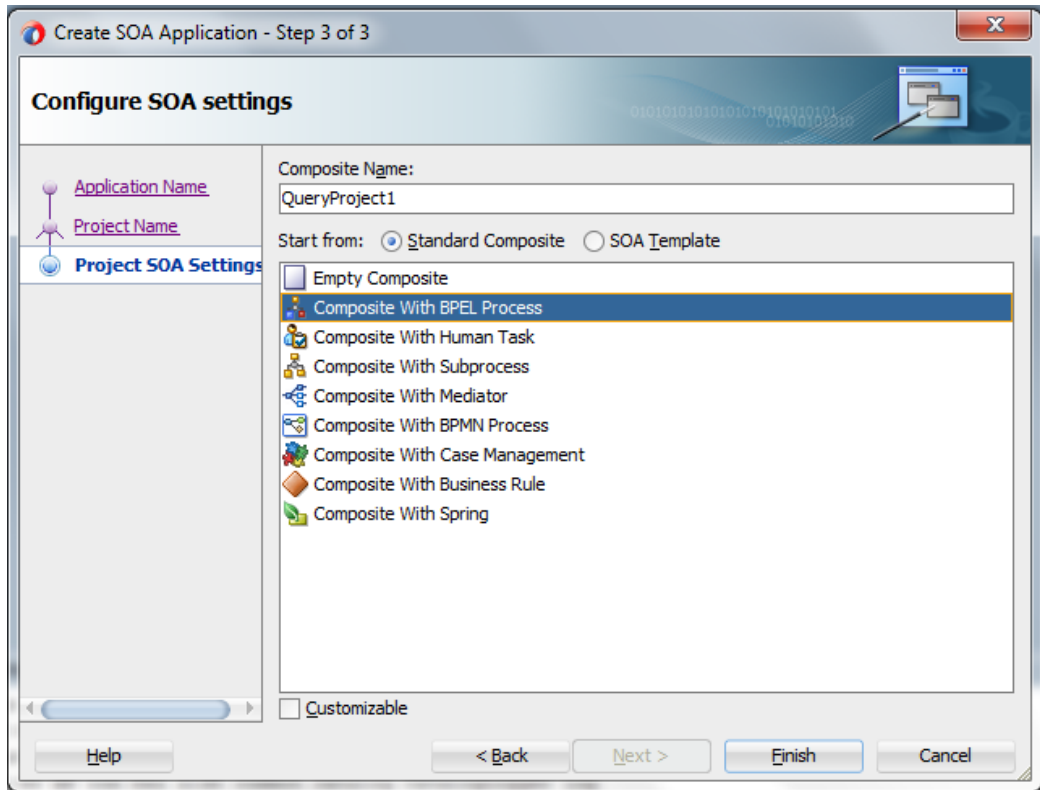 Create SOA Application - Step 3 of 3
Configure SOA settings
Application Name
Project Name
Project SOA Settings
Composite Name:
QueryProject1
Start from: Standard Composite SOA Template
Empty Composite
Composite With BPEL Process
Composite With Human Task
Composite With Subprocess
Composite With Mediator
Composite With BPMN Process
Composite With Case Management
Composite With Business Rule
Composite With Spring
Customizable
Help < Back Next > Finish Cancel